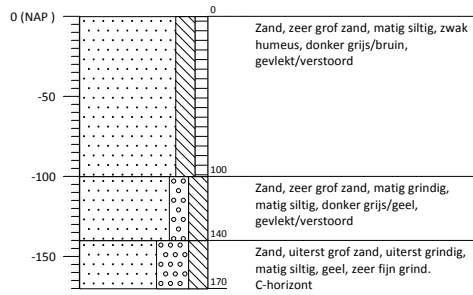 0 (NAP )
0
Zand, zeer grof zand, matig siltig, zwak
humeus, donker grijs/bruin,
gevlekt/verstoord
-50
-100
100
Zand, zeer grof zand, matig grindig,
matig siltig, donker grijs/geel,
gevlekt/verstoord
140
-150
Zand, uiterst grof zand, uiterst grindig,
matig siltig, geel, zeer fijn grind.
C-horizont
170